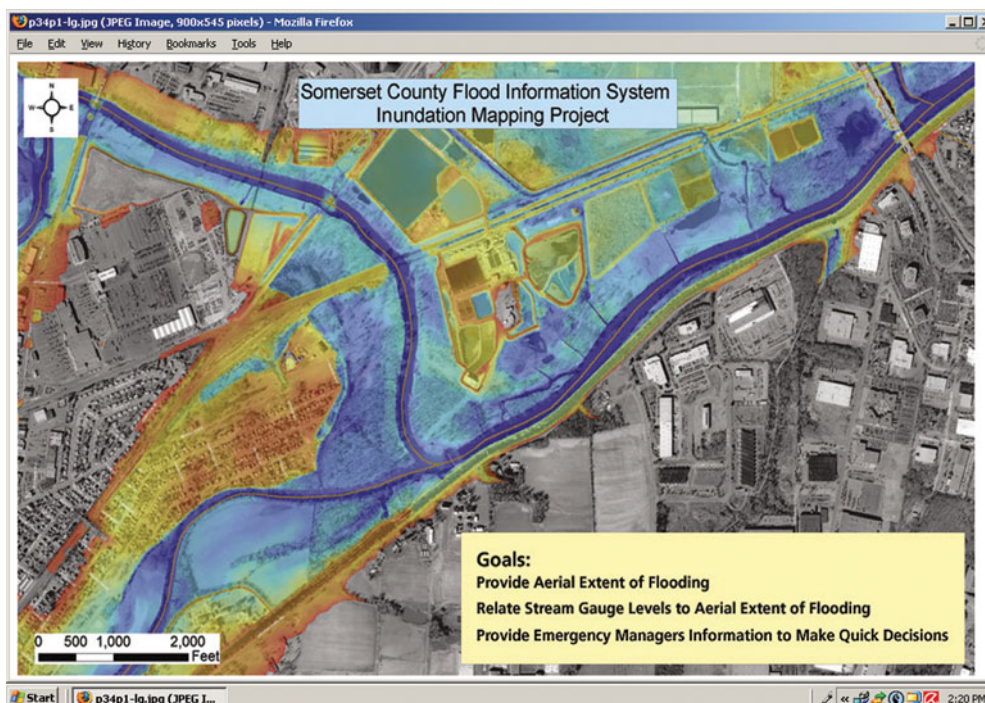 p34p1-lg.jpg (JPEG Image, 900x545 pixels) - Mozilla Firefox
File Edit View History Bookmarks Tools Help
N
W E
S
Somerset County Flood Information System
Inundation Mapping Project
Goals:
Provide Aerial Extent of Flooding
Relate Stream Gauge Levels to Aerial Extent of Flooding
Provide Emergency Managers Information to Make Quick Decisions
0 500 1,000 2,000
Feet
Start p34p1-lg.jpg (JPEG I... « 2:20 PM